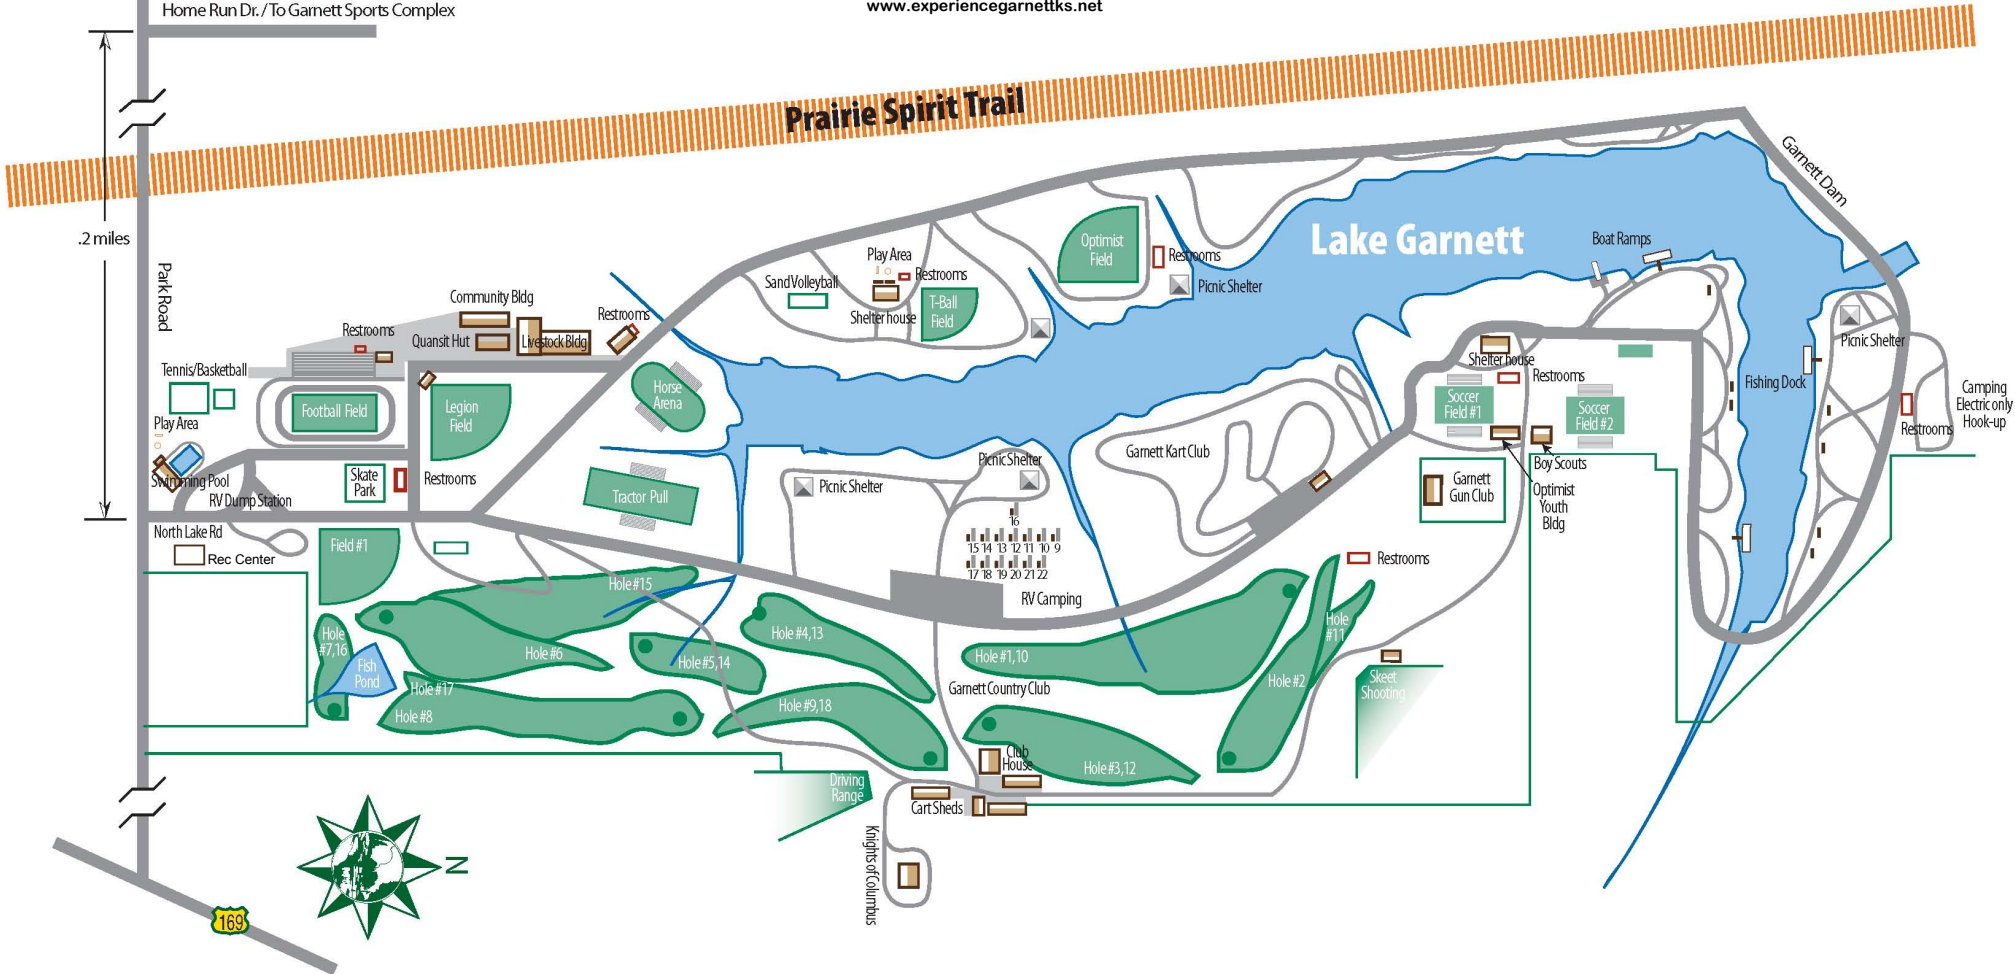 Home Run Dr./To Garnett Sports Complex
www.experiencegarnettks.net
Prairie Spirit Trail
Garnett Dam
.2 miles
Park Road
Lake Garnett
Boat Ramps
Optimist
Field
Restrooms
Picnic Shelter
Play Area
Restrooms
Sand Volleyball
Shelter house
T-Ball
Field
Community Bldg
Restrooms
Restrooms
Quansit Hut
Livestock Bldg
Tennis/Basketball
Football Field
Legion
Field
Horse
Arena
Play Area
Swimming Pool
RV Dump Station
Skate
Park
Restrooms
Tractor Pull
Picnic Shelter
Picnic Shelter
Garnett Kart Club
Shelter house
Restrooms
Soccer
Field #1
Soccer
Field #2
Boy Scouts
Optimist
Youth
Bldg
Garnett
Gun Club
Fishing Dock
Picnic Shelter
Restrooms
Camping
Electric only
Hook-up
North Lake Rd
Rec Center
Field #1
16
15 14 13 12 11 10 9
17 18 19 20 21 22
RV Camping
Restrooms
Hole #15
Hole
#7,16
Fish
Pond
Hole #6
Hole #5,14
Hole #4,13
Hole #1,10
Hole
#11
Hole #2
Skeet
Shooting
Hole #17
Hole #8
Hole #9,18
Garnett Country Club
Club
House
Hole #3,12
Driving
Range
Cart Sheds
Knights of Columbus
N
169